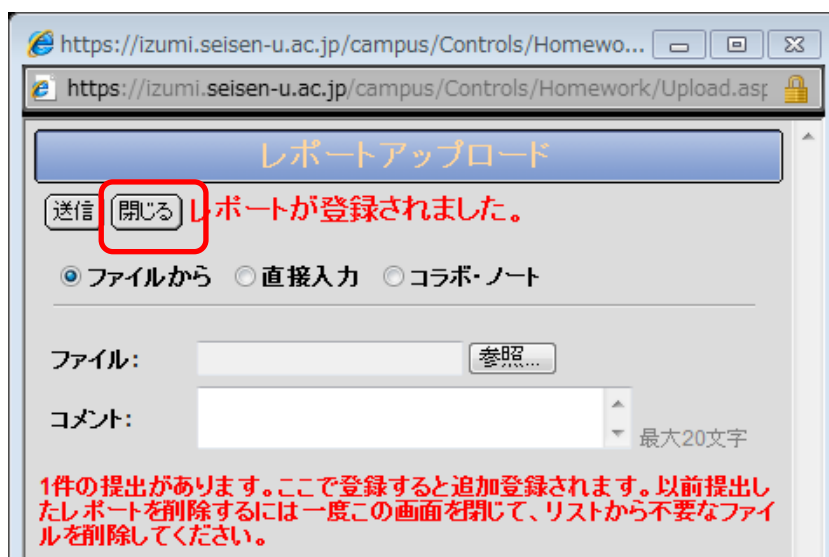 https://izumi.seisen-u.ac.jp/campus/Controls/Homewo...
https://izumi.seisen-u.ac.jp/campus/Controls/Homework/Upload.asp
レポートアップロード
送信 閉じる レポートが登録されました。
ファイルから 直接入力 コラボ・ノート
ファイル: 参照...
コメント: 最大20文字
1件の提出があります。ここで登録すると追加登録されます。以前提出し
たレポートを削除するには一度この画面を閉じて、リストから不要なファイ
ルを削除してください。